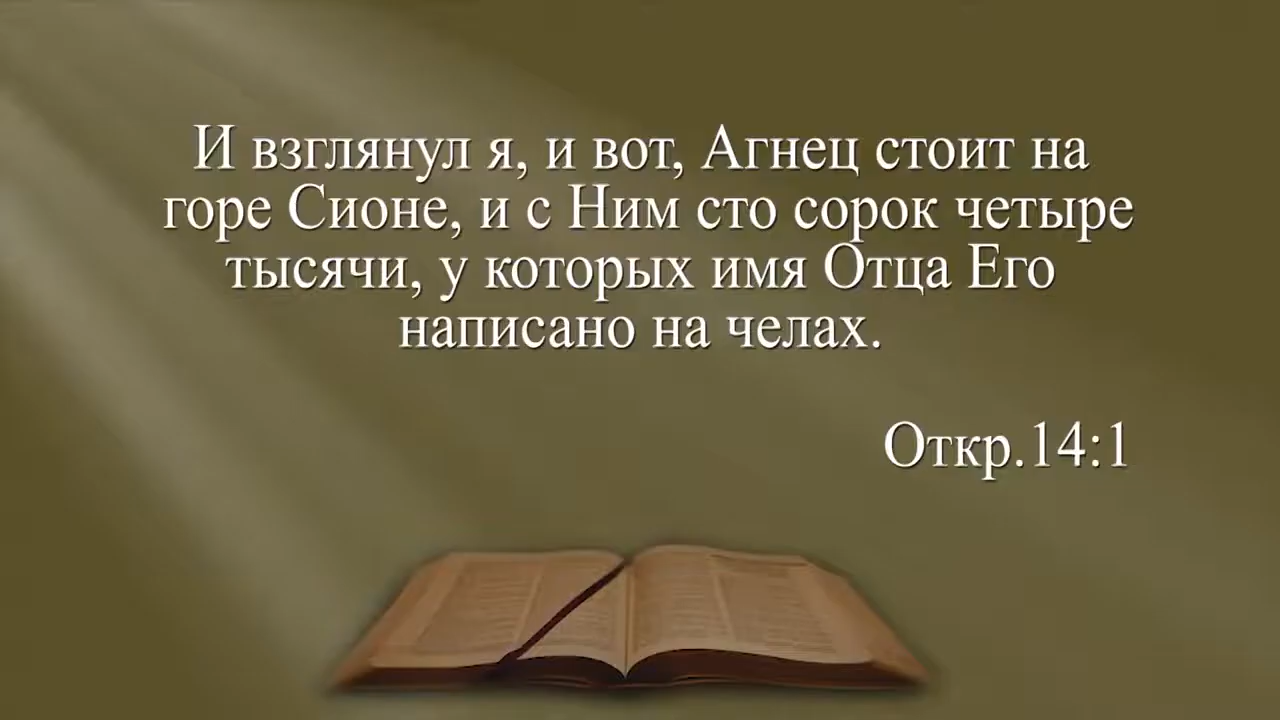 И взглянул я, и вот, Агнец стоит на
горе Сионе, и с Ним сто сорок четыре
тысячи, у которых имя Отца Его
написано на челах.
Откр.14:1